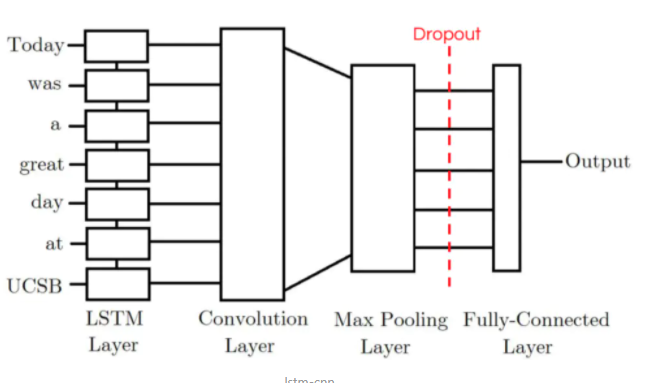 Dropout
Today
was
a
great
day
at
UCSB
Output
LSTM
Layer
Convolution
Layer
Max Pooling
Layer
Fully-Connected
Layer
lstm-cnn